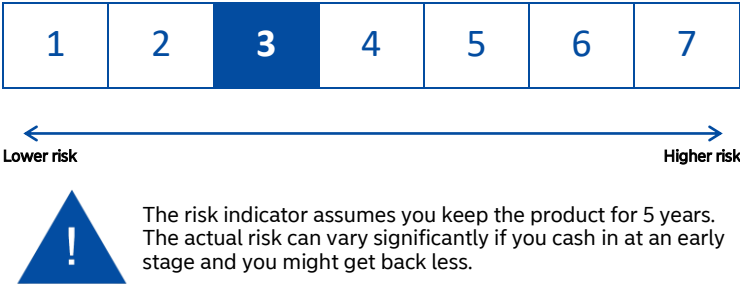 1 2 3 4 5 6 7
Lower risk Higher risk
!
The risk indicator assumes you keep the product for 5 years.
The actual risk can vary significantly if you cash in at an early
stage and you might get back less.